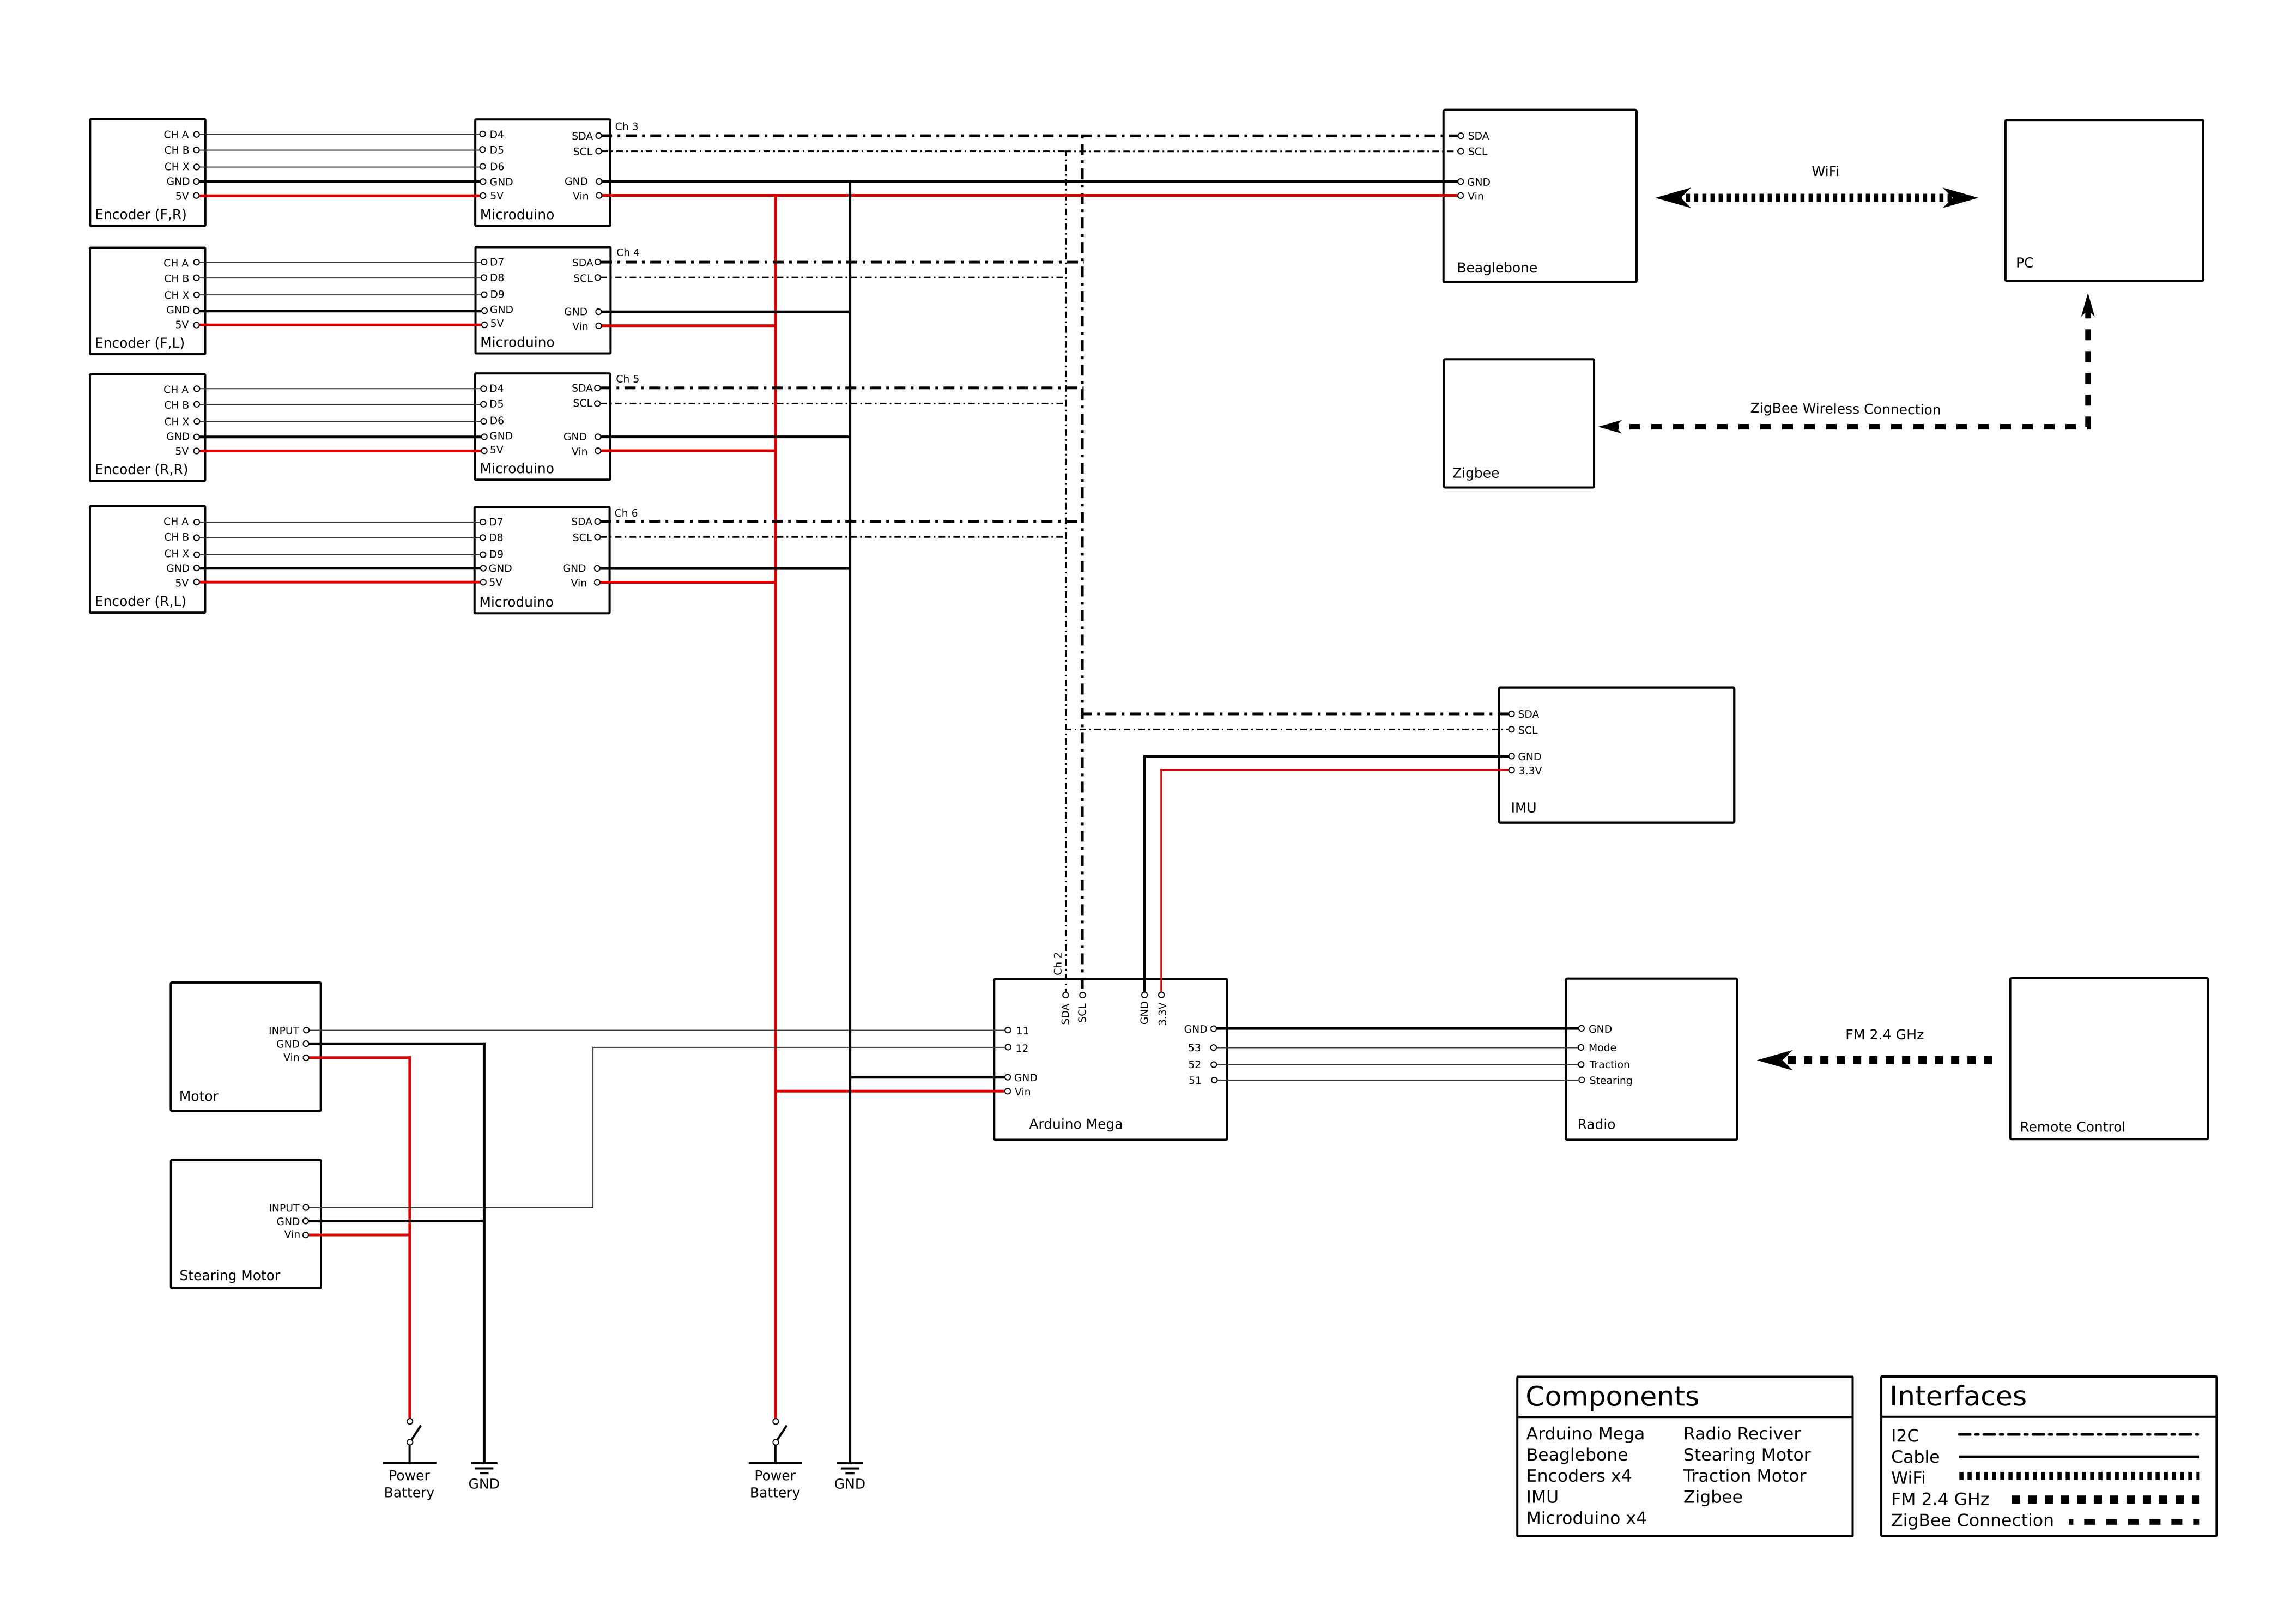 CH A
CH B
CH X
GND
5V
Encoder (F,R)
D4
D5
D6
GND
5V
Microduino
SDA
SCL
GND
Vin
Ch 3
SDA
SCL
GND
Vin
Beaglebone
WiFi
PC
CH A
CH B
CH X
GND
5V
Encoder (F,L)
D7
D8
D9
GND
5V
Microduino
SDA
SCL
GND
Vin
Ch 4
CH A
CH B
CH X
GND
5V
Encoder (R,R)
D4
D5
D6
GND
5V
Microduino
SDA
SCL
GND
Vin
Ch 5
Zigbee
ZigBee Wireless Connection
CH A
CH B
CH X
GND
5V
Encoder (R,L)
D7
D8
D9
GND
5V
Microduino
SDA
SCL
GND
Vin
Ch 6
SDA
SCL
GND
3.3V
IMU
INPUT
GND
Vin
Motor
Ch 2
SDA
SCL
GND
3.3V
11
12
GND
Vin
GND
53
52
51
Arduino Mega
GND
Mode
Traction
Stearing
Radio
FM 2.4 GHz
Remote Control
INPUT
GND
Vin
Stearing Motor
Power
Battery
GND
Power
Battery
GND
Components
Arduino Mega
Beaglebone
Encoders x4
IMU
Microduino x4
Radio Reciver
Stearing Motor
Traction Motor
Zigbee
Interfaces
I2C
Cable
WiFi
FM 2.4 GHz
ZigBee Connection